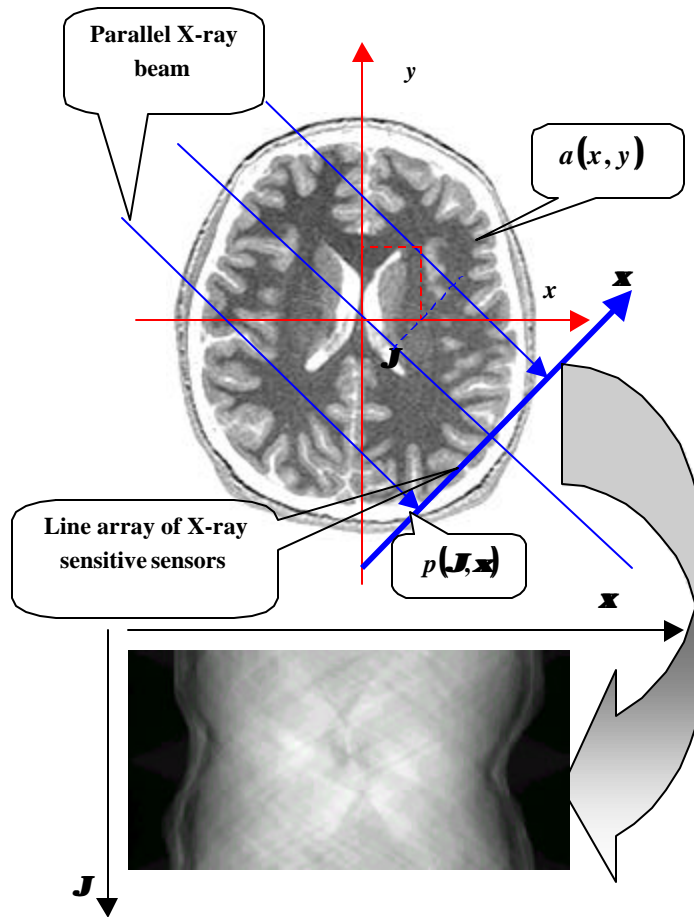 Parallel X-ray
beam
y
a(x, y)
x
x
J
Line array of X-ray
sensitive sensors
p(J,x)
x
J